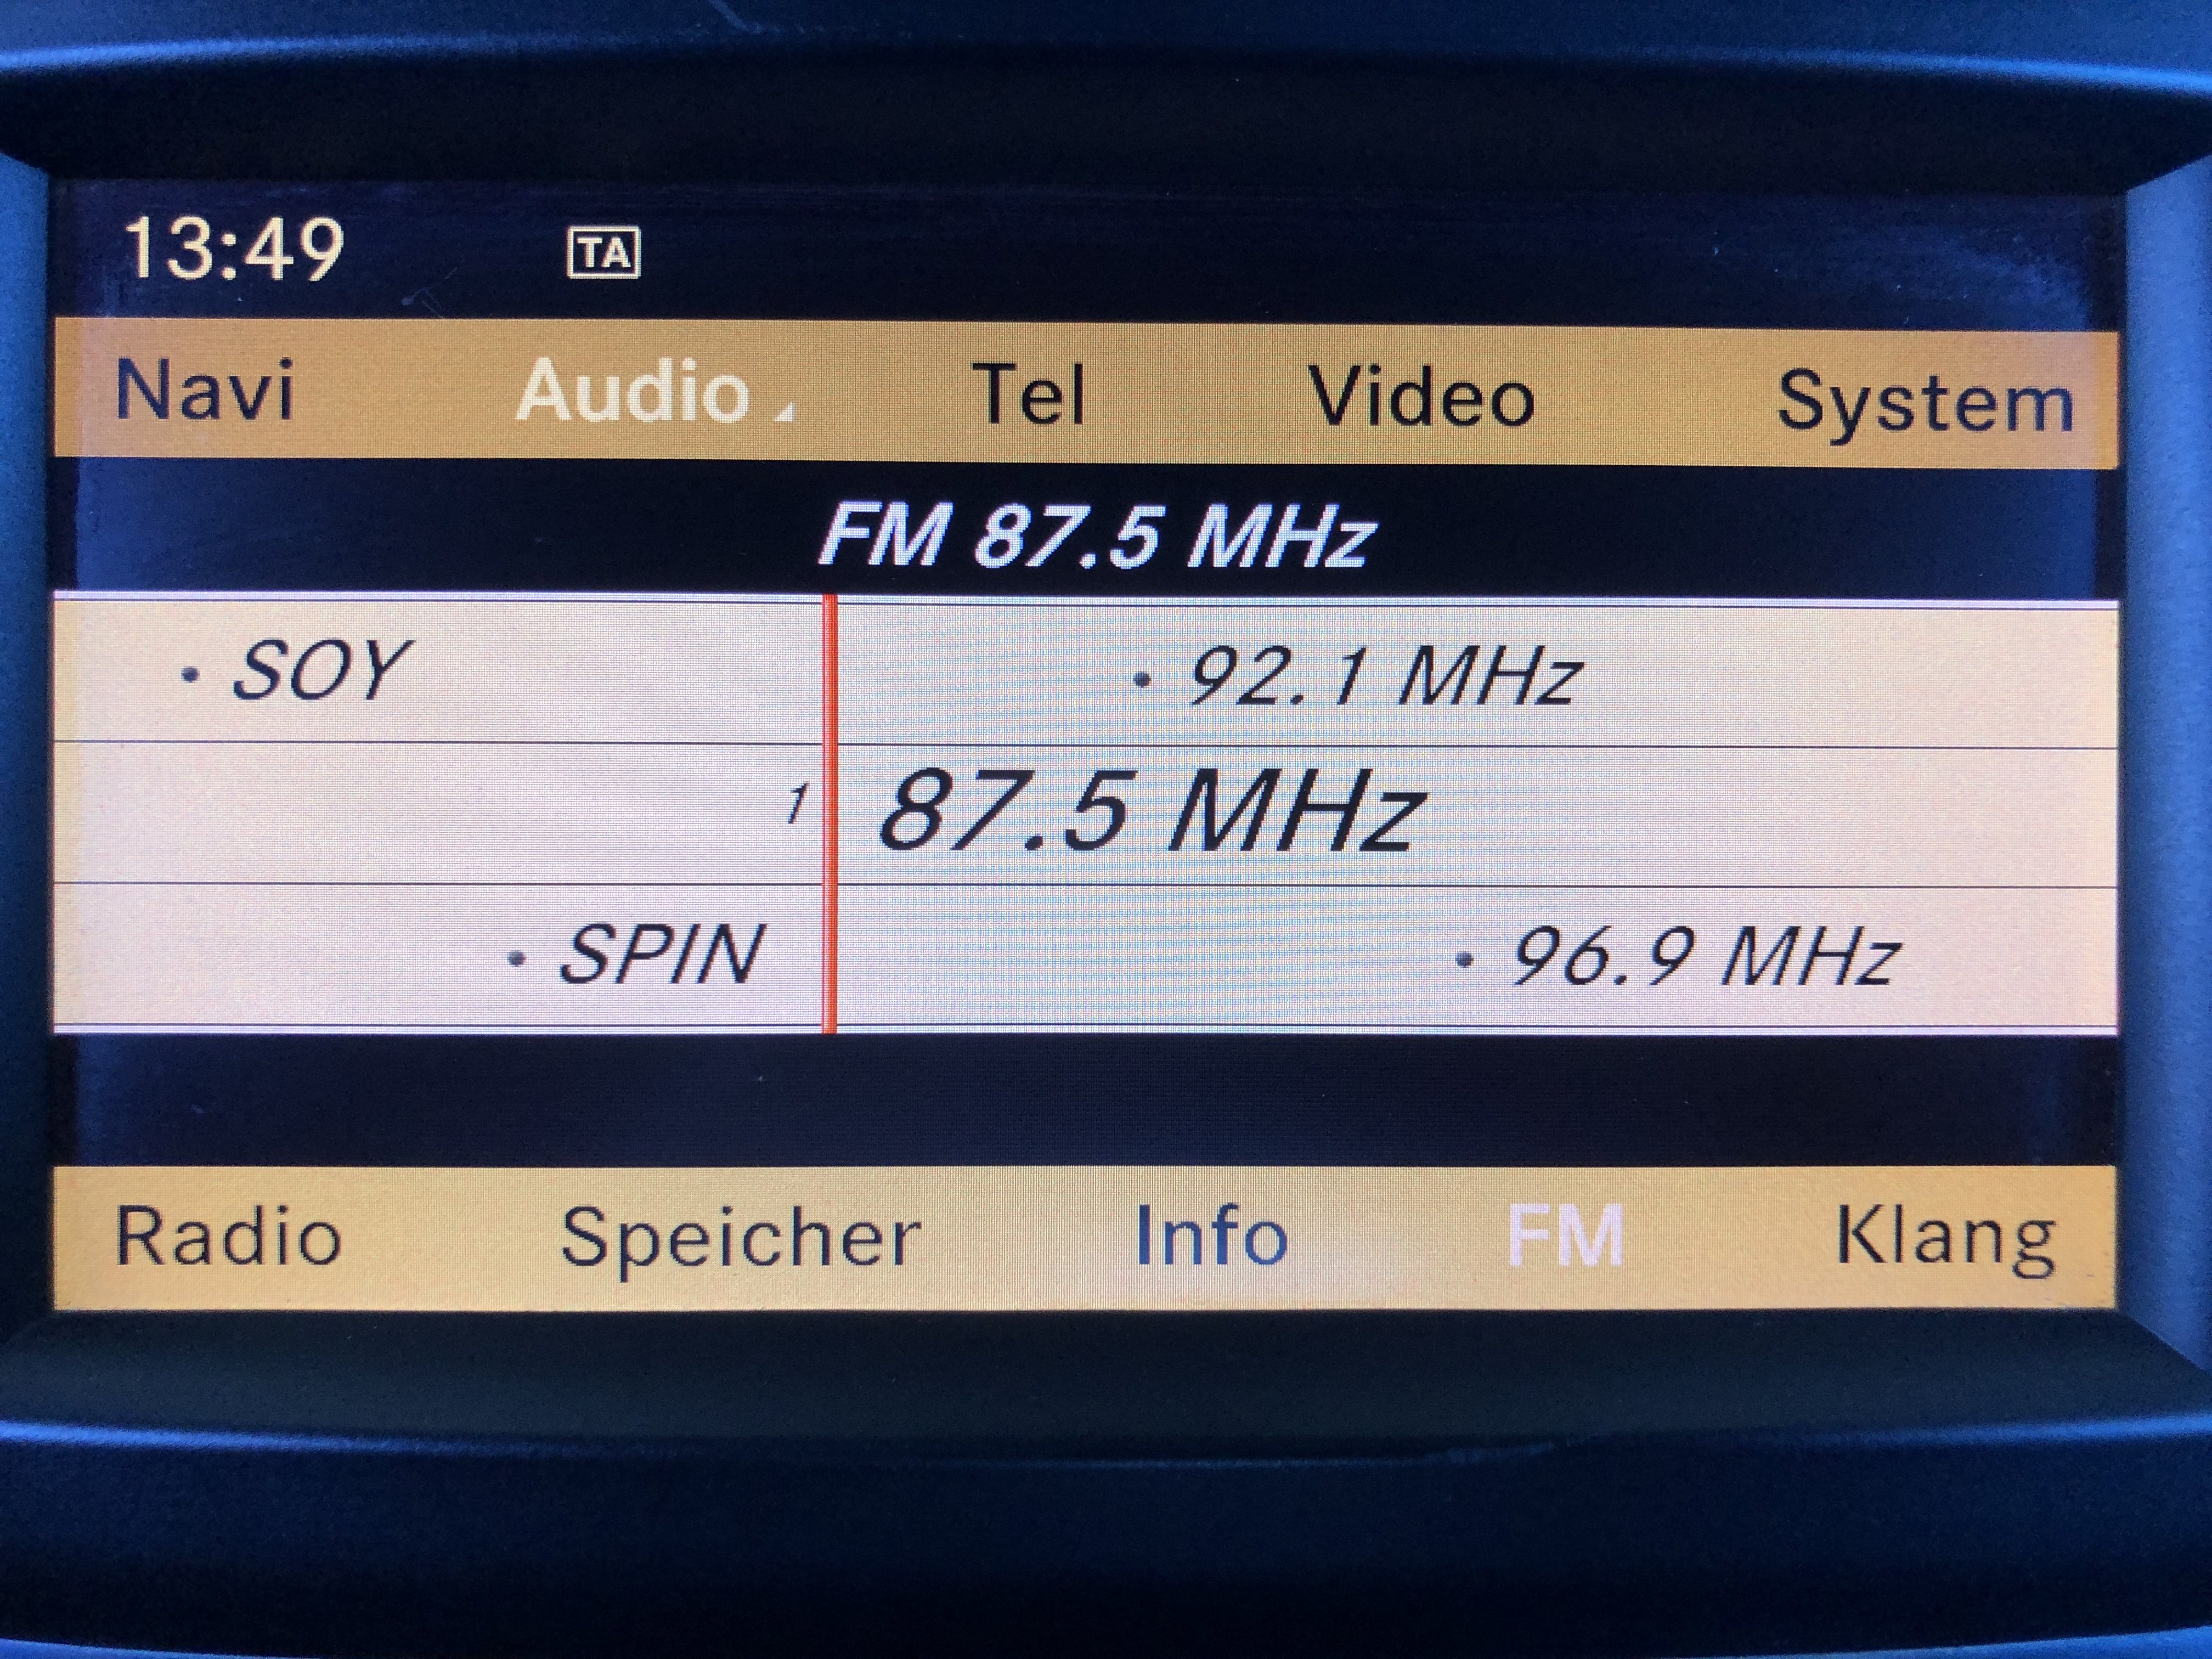 13:49 TA
Navi Audio Tel Video System
FM 87.5 MHz
· SOY · 92.1 MHz
1 87.5 MHz
· SPIN · 96.9 MHz
Radio Speicher Info FM Klang